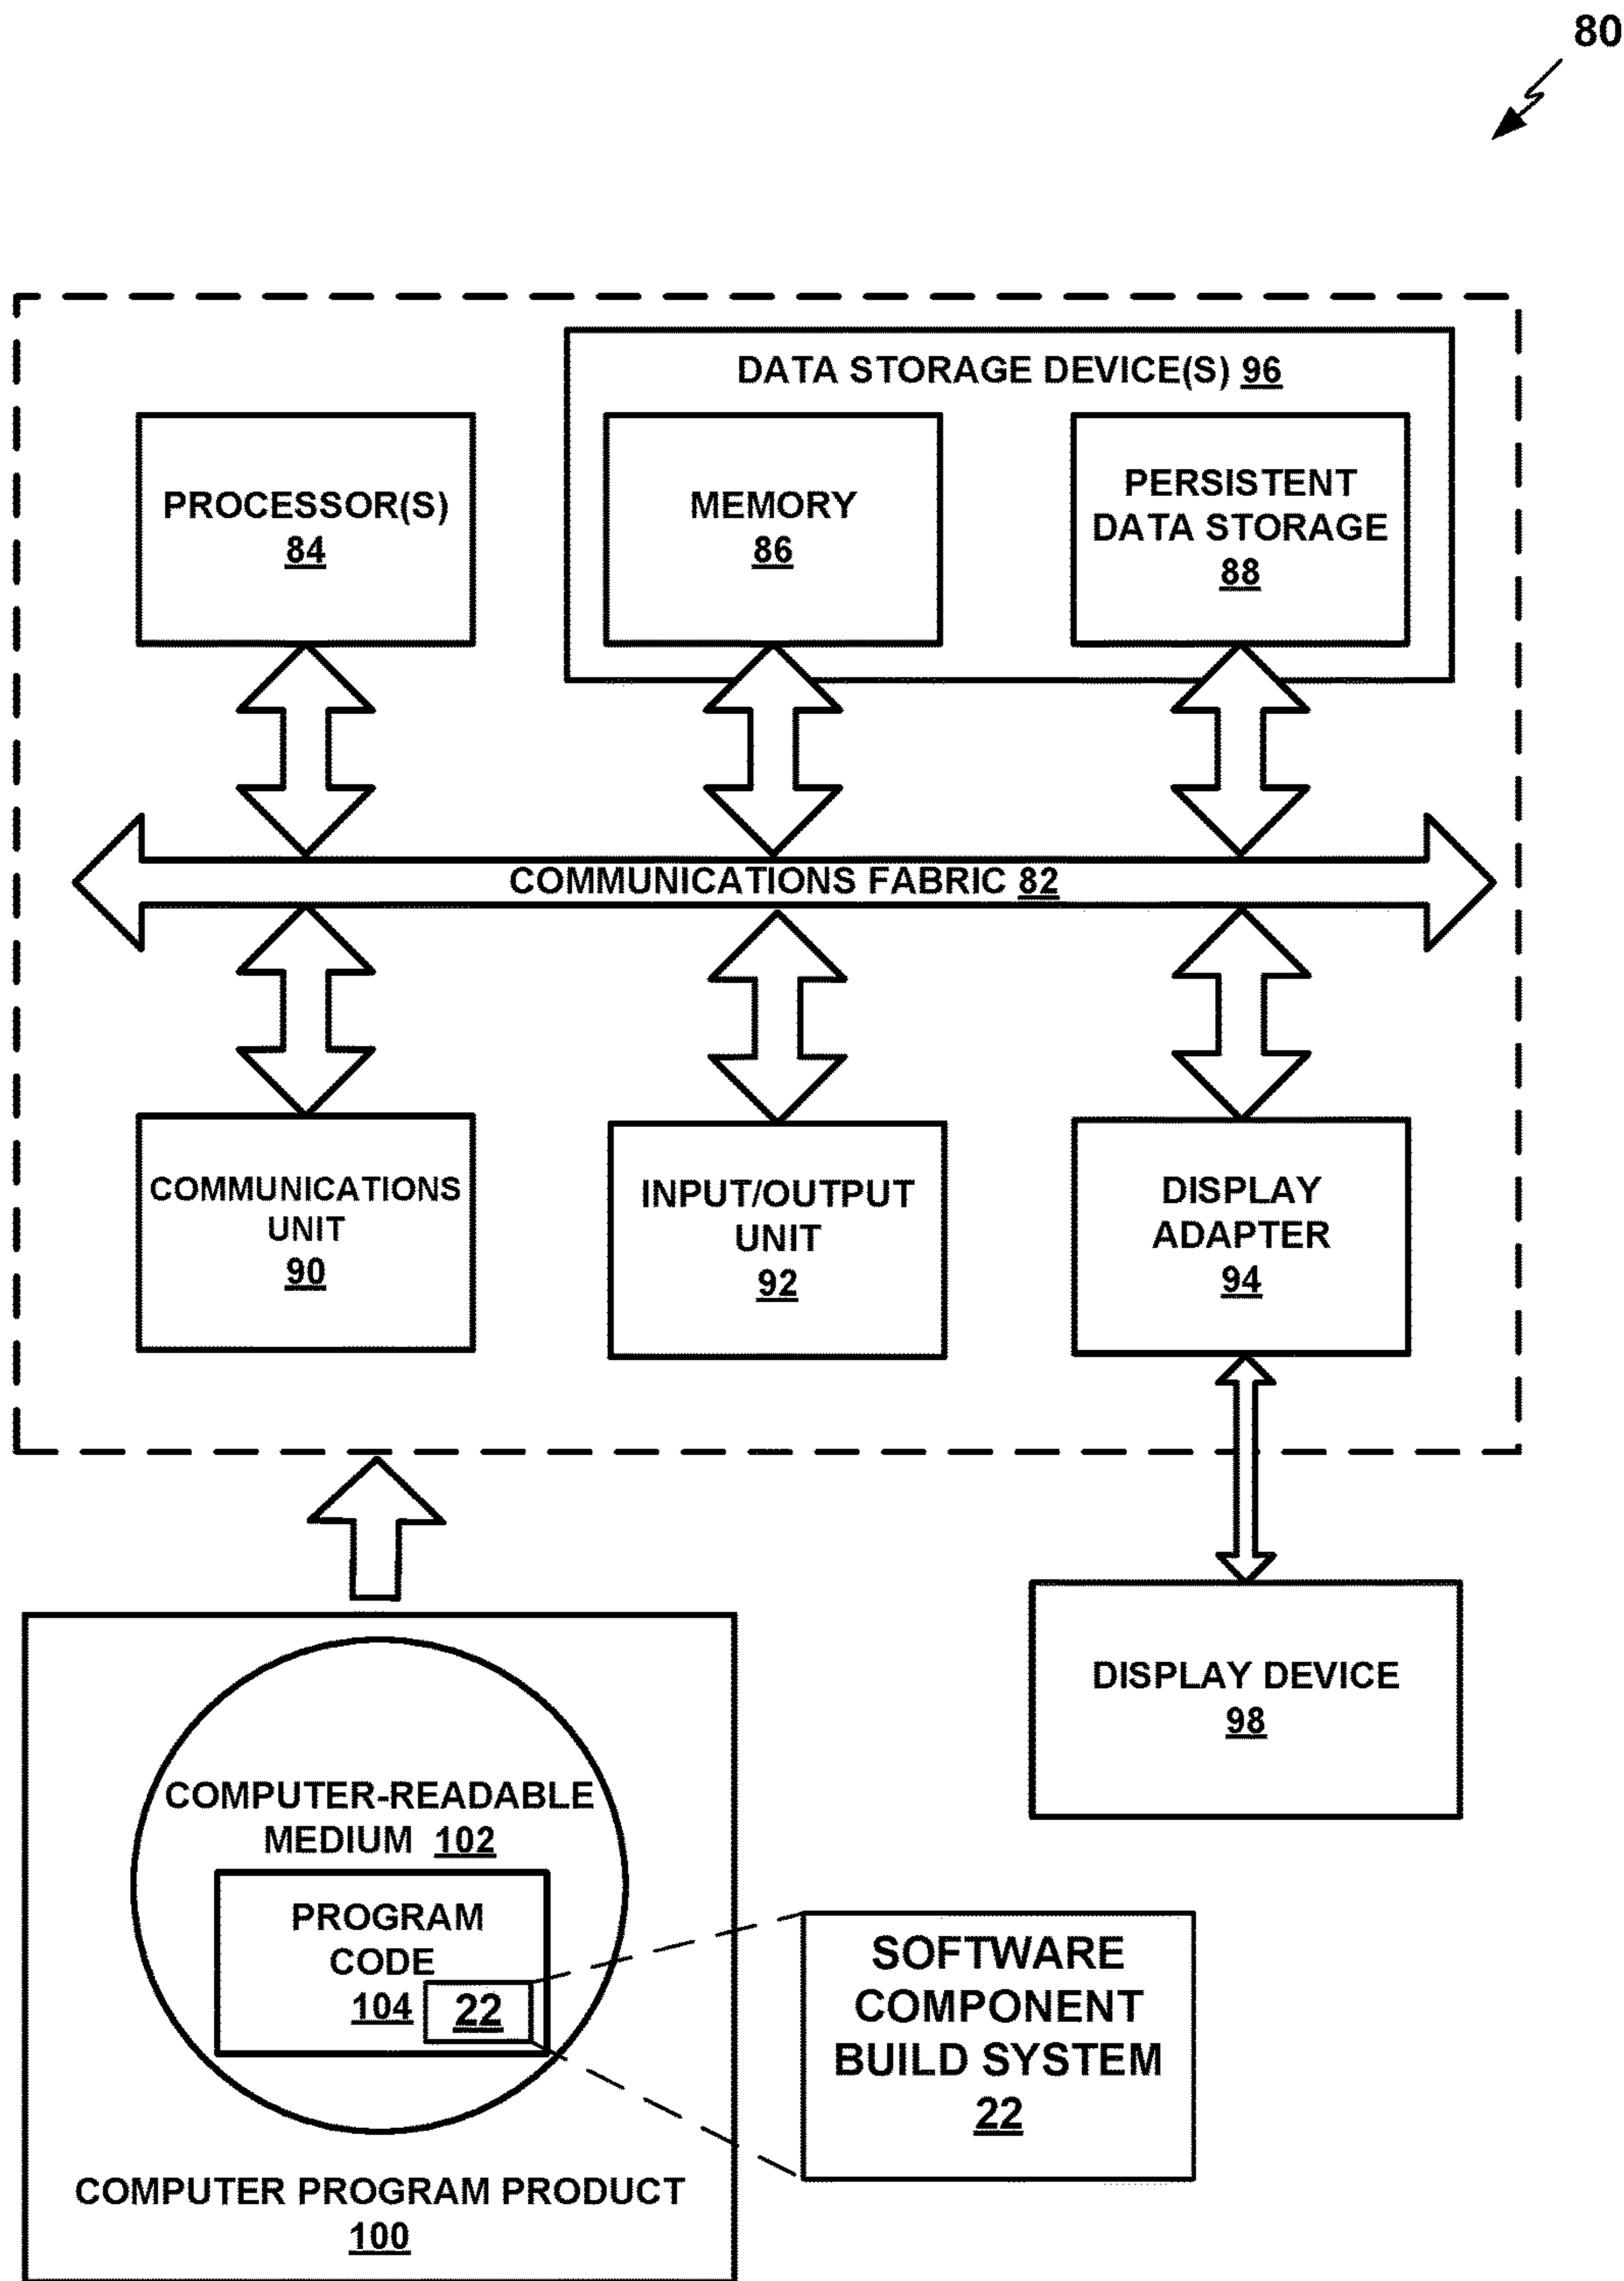 80
DATA STORAGE DEVICE(S) 96
PROCESSOR(S)
84
MEMORY
86
PERSISTENT
DATA STORAGE
88
COMMUNICATIONS FABRIC 82
COMMUNICATIONS
UNIT
90
INPUT/OUTPUT
UNIT
92
DISPLAY
ADAPTER
94
DISPLAY DEVICE
98
COMPUTER-READABLE
MEDIUM 102
PROGRAM
CODE
104
22
SOFTWARE
COMPONENT
BUILD SYSTEM
22
COMPUTER PROGRAM PRODUCT
100